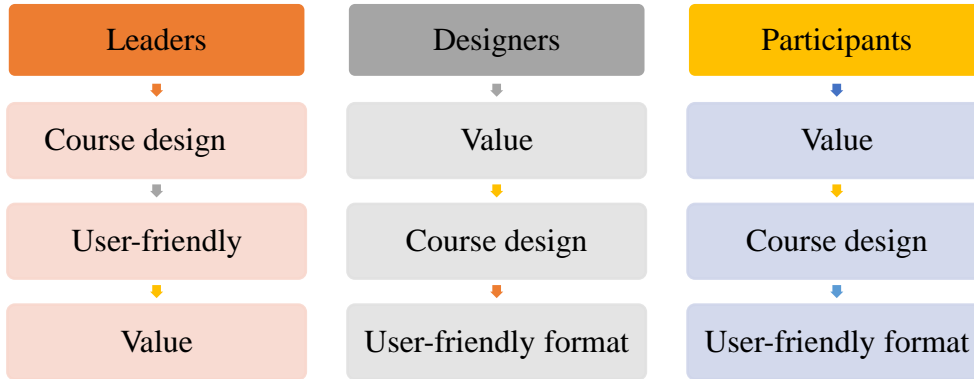 Leaders
Designers
Participants
Course design
Value
Value
User-friendly
Course design
Course design
Value
User-friendly format
User-friendly format